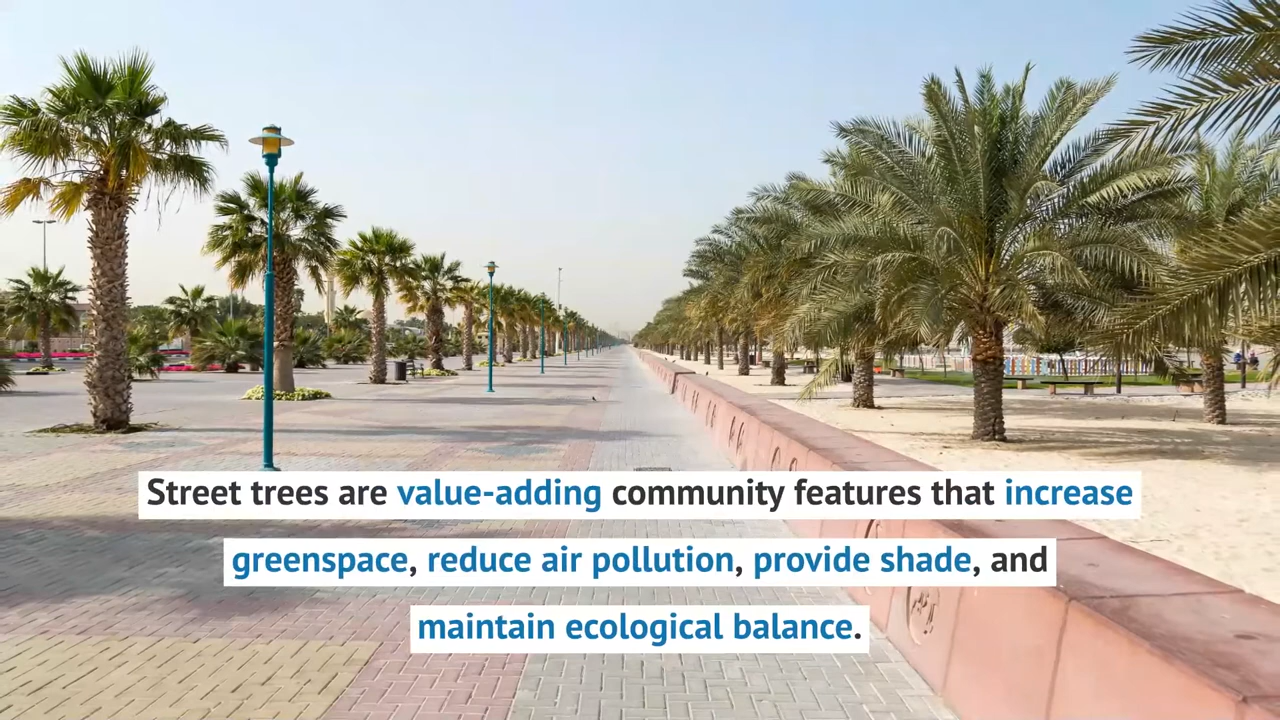 Street trees are value-adding community features that increase
greenspace, reduce air pollution, provide shade, and
maintain ecological balance.